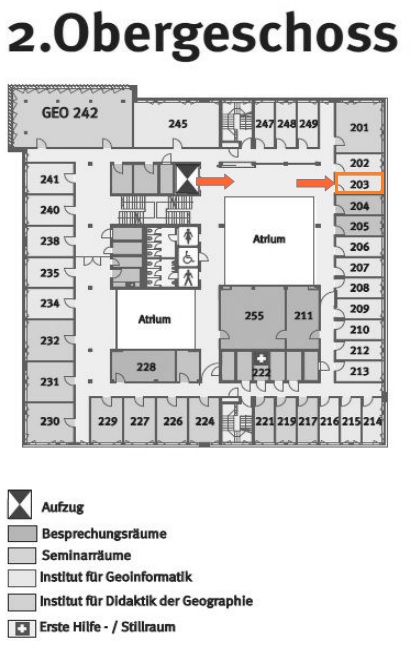 2.Obergeschoss
GEO 242
245
247 248 249
201
202
241
203
240
204
205
238
Atrium
206
235
207
208
234
Atrium
255
211
209
232
210
228
222
212
231
213
230
229 227 226 224
221 219 217 216 215 214
Aufzug
Besprechungsräume
Seminarräume
Institut für Geoinformatik
Institut für Didaktik der Geographie
Erste Hilfe - / Stillraum